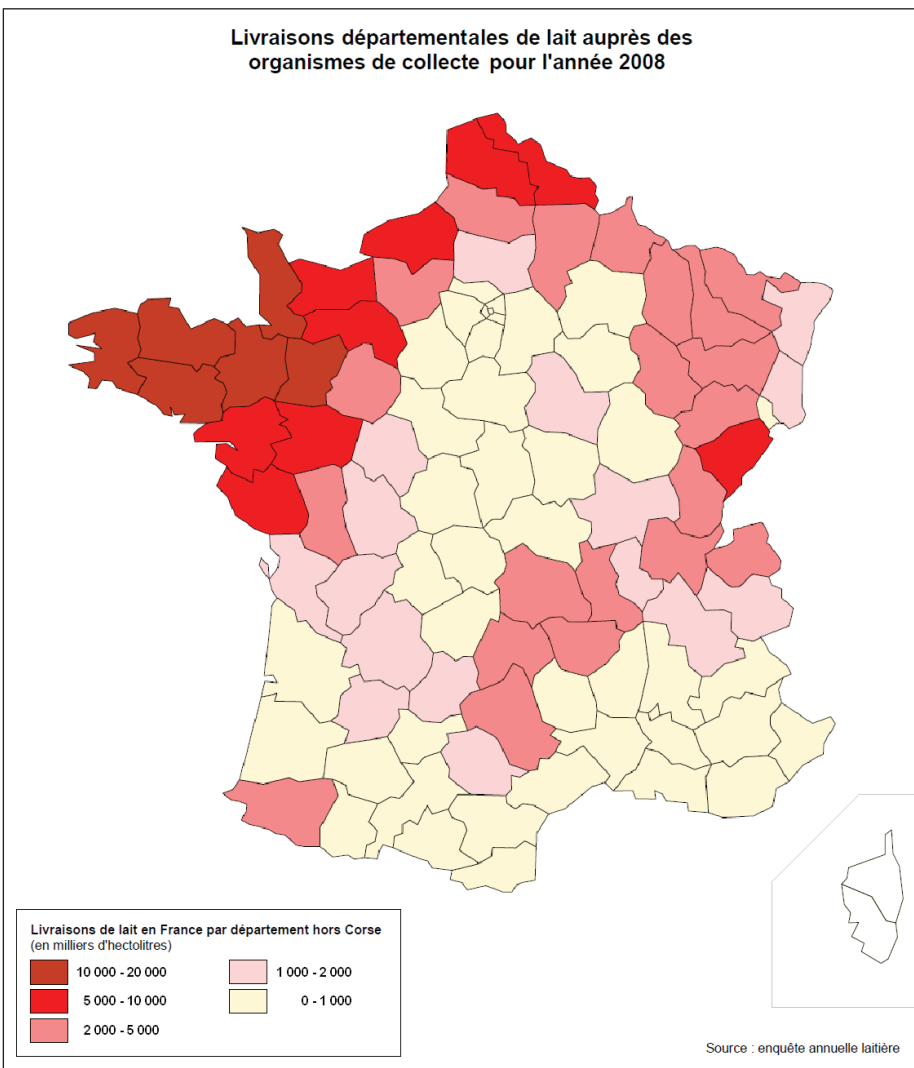 Livraisons départementales de lait auprès des
organismes de collecte pour l'année 2008
Livraisons de lait en France par département hors Corse
(en milliers d'hectolitres)
10 000 - 20 000
5 000 - 10 000
2 000 - 5 000
1 000 - 2 000
0 - 1 000
Source : enquête annuelle laitière